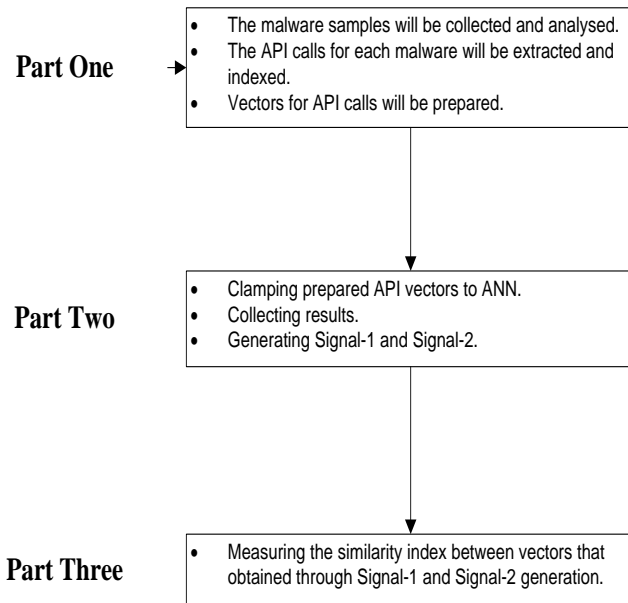 Part One
• The malware samples will be collected and analysed.
• The API calls for each malware will be extracted and
indexed.
• Vectors for API calls will be prepared.
Part Two
• Clamping prepared API vectors to ANN.
• Collecting results.
• Generating Signal-1 and Signal-2.
Part Three
• Measuring the similarity index between vectors that
obtained through Signal-1 and Signal-2 generation.